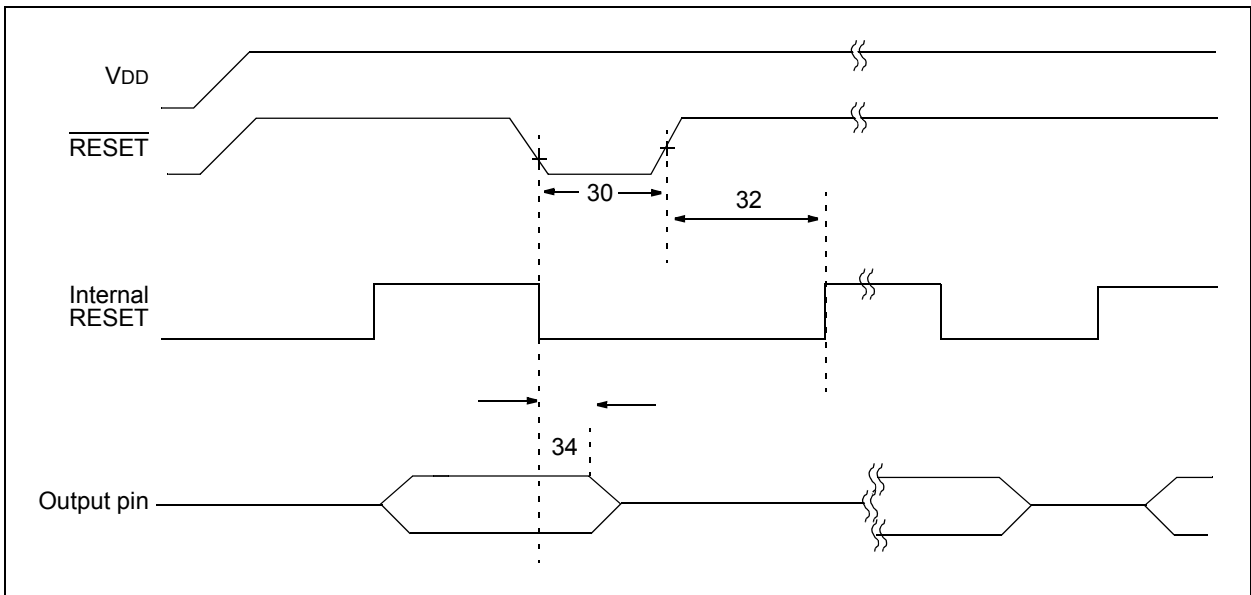 VDD
RESET
30
32
Internal
RESET
34
Output pin